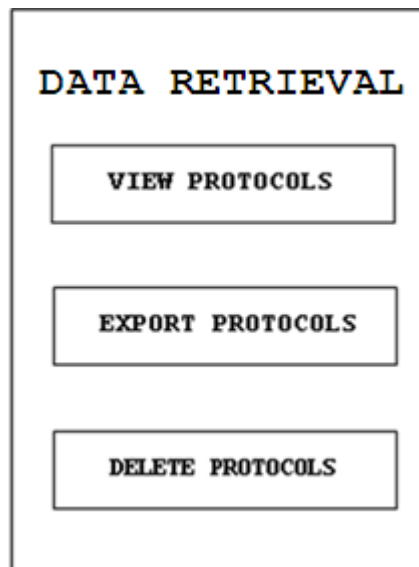 DATA RETRIEVAL
VIEW PROTOCOLS
EXPORT PROTOCOLS
DELETE PROTOCOLS